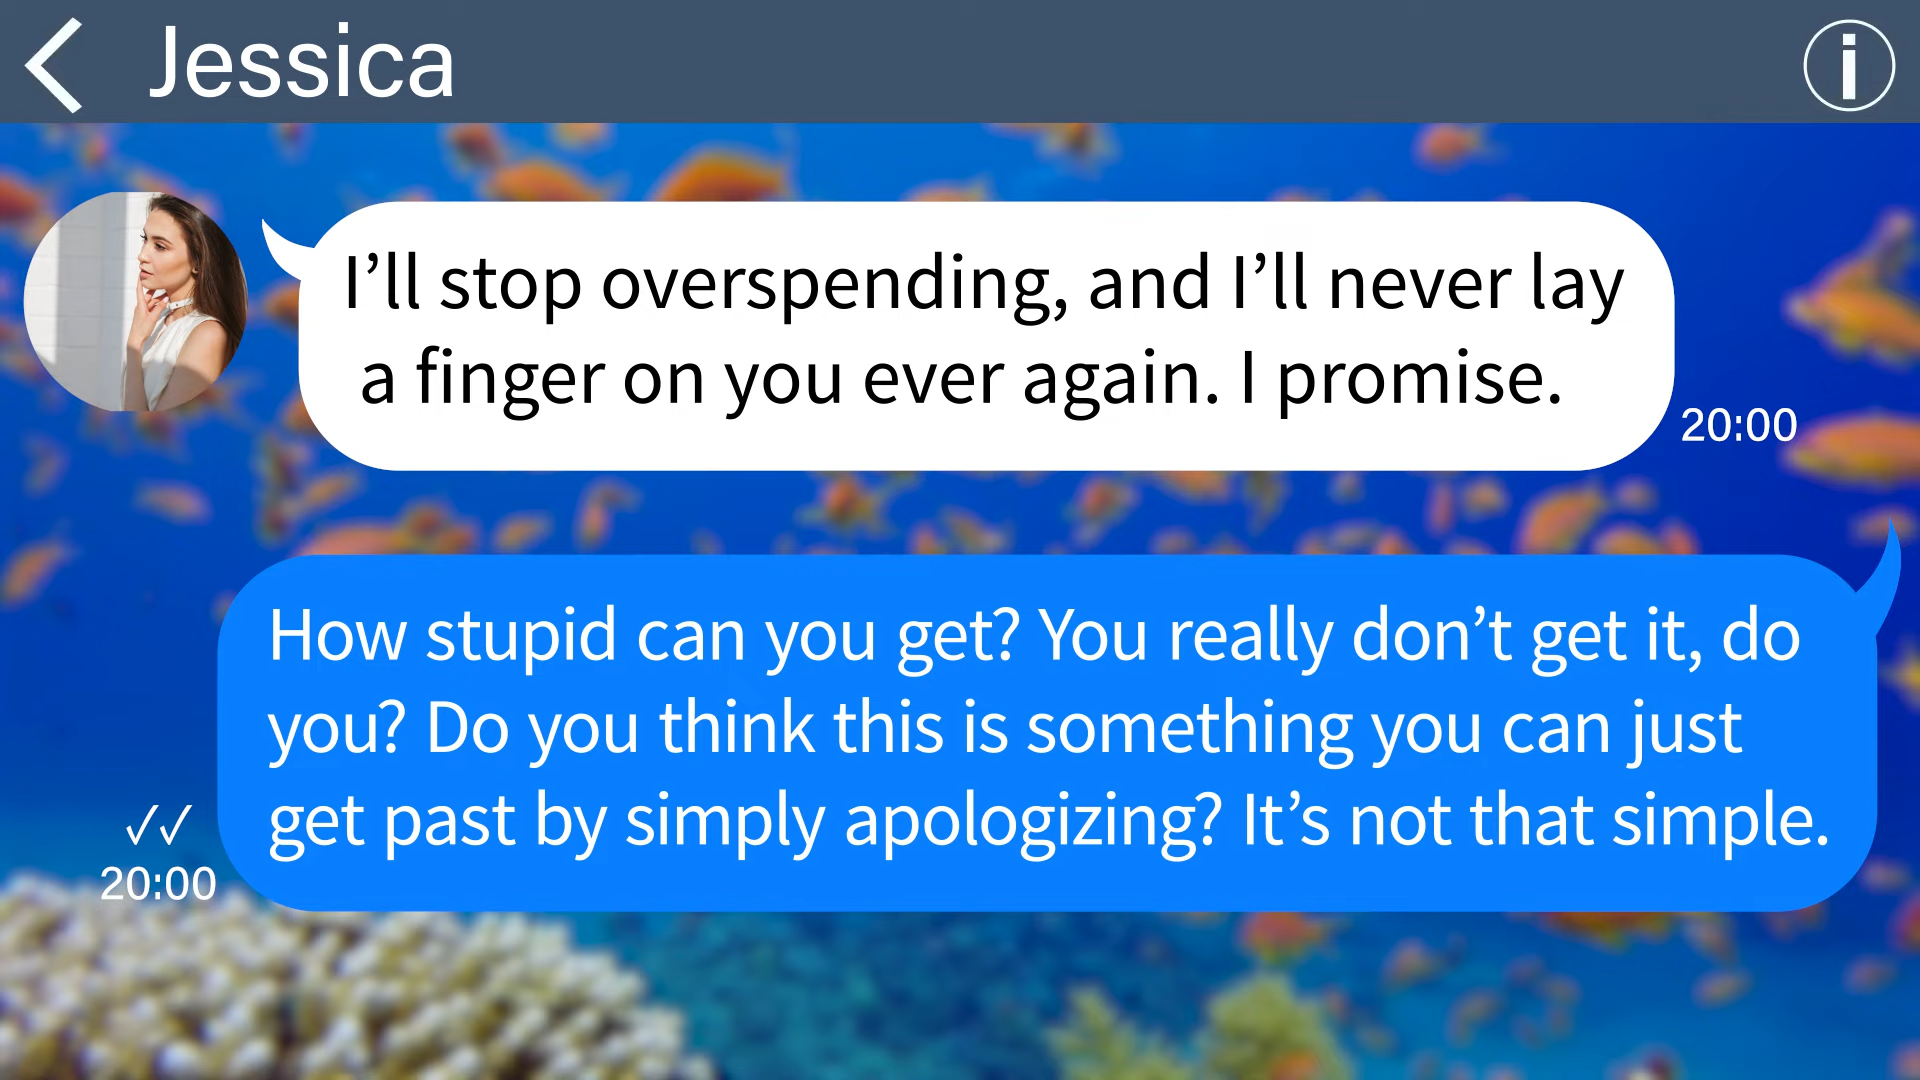 Jessica
I’ll stop overspending, and I’ll never lay
a finger on you ever again. I promise.
20:00
How stupid can you get? You really don’t get it, do
you? Do you think this is something you can just
get past by simply apologizing? It’s not that simple.
✓✓
20:00